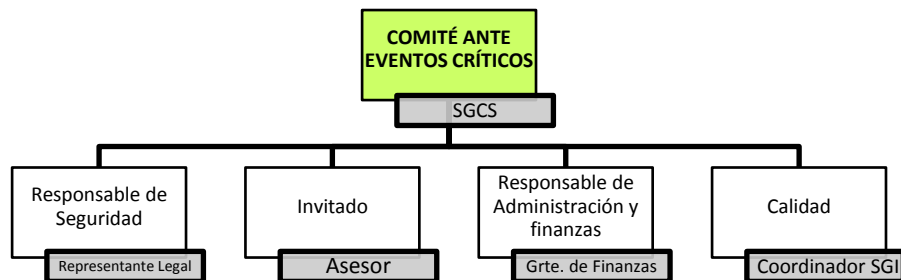 COMITÉ ANTE
EVENTOS CRÍTICOS
SGCS
Responsable de
Seguridad
Representante Legal
Invitado
Asesor
Responsable de
Administración y
finanzas
Grte. de Finanzas
Calidad
Coordinador SGI